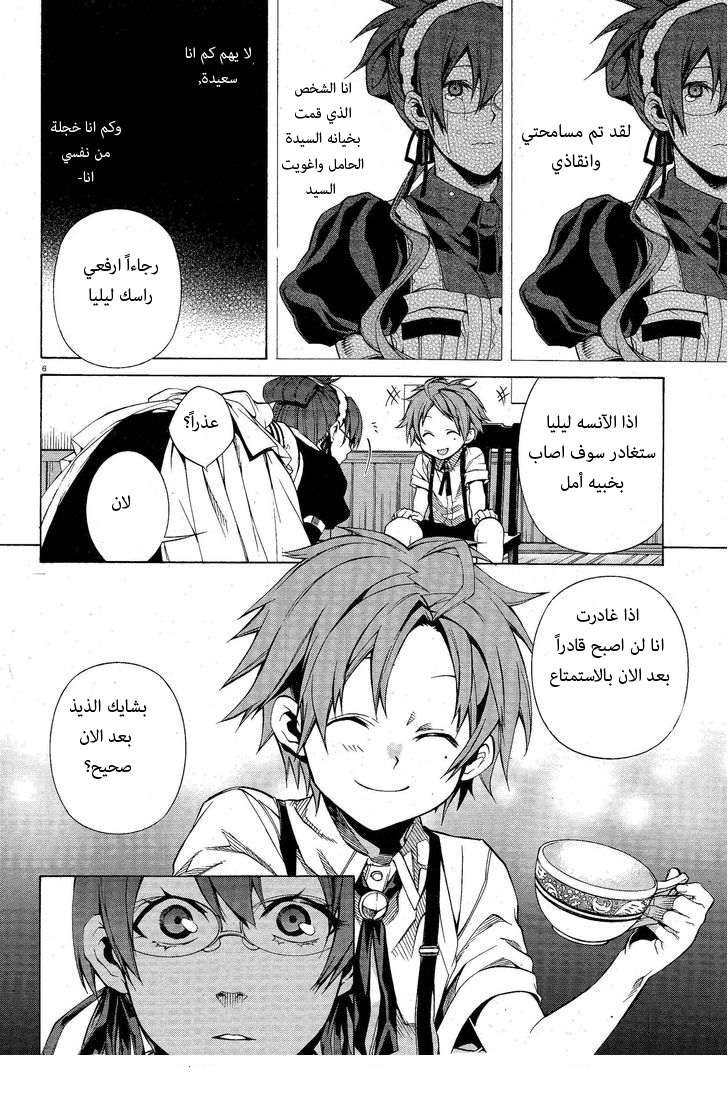 لقد تم مسامحتي
وانقاذي
انا الشخص
الذي قمت
بخيانه السيدة
الحامل واغويت
السيد
لا يهم كم انا
سعيدة,
وكم انا خجلة
من نفسي
انا-
رجاءاً ارفعي
راسك ليليا
6
اذا الآنسه ليليا
ستغادر سوف اصاب
بخيبه أمل
عذراً؟
لان
اذا غادرت
انا لن اصبح قادراً
بعد الان بالاستمتاع
بشايك الذيذ
بعد الان
صحيح؟